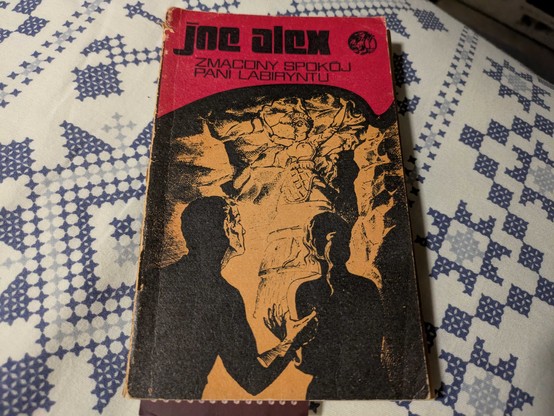 joe alex
ZMĄCONY SPOKÓJ
PANI LABIRYNTU